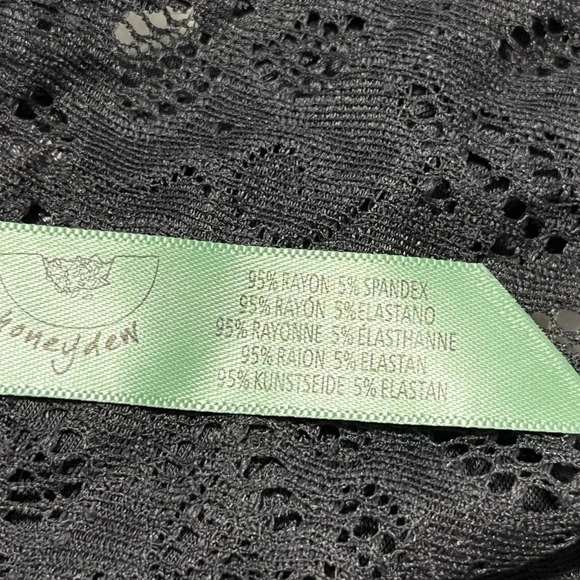 honeydew
95% RAYON 5% SPANDEX
95% RAYÓN 5% ELASTANO
95% RAYONNE 5% ÉLASTHANNE
95% RAION 5% ELASTAN
95% KUNSTSEIDE 5% ELASTAN